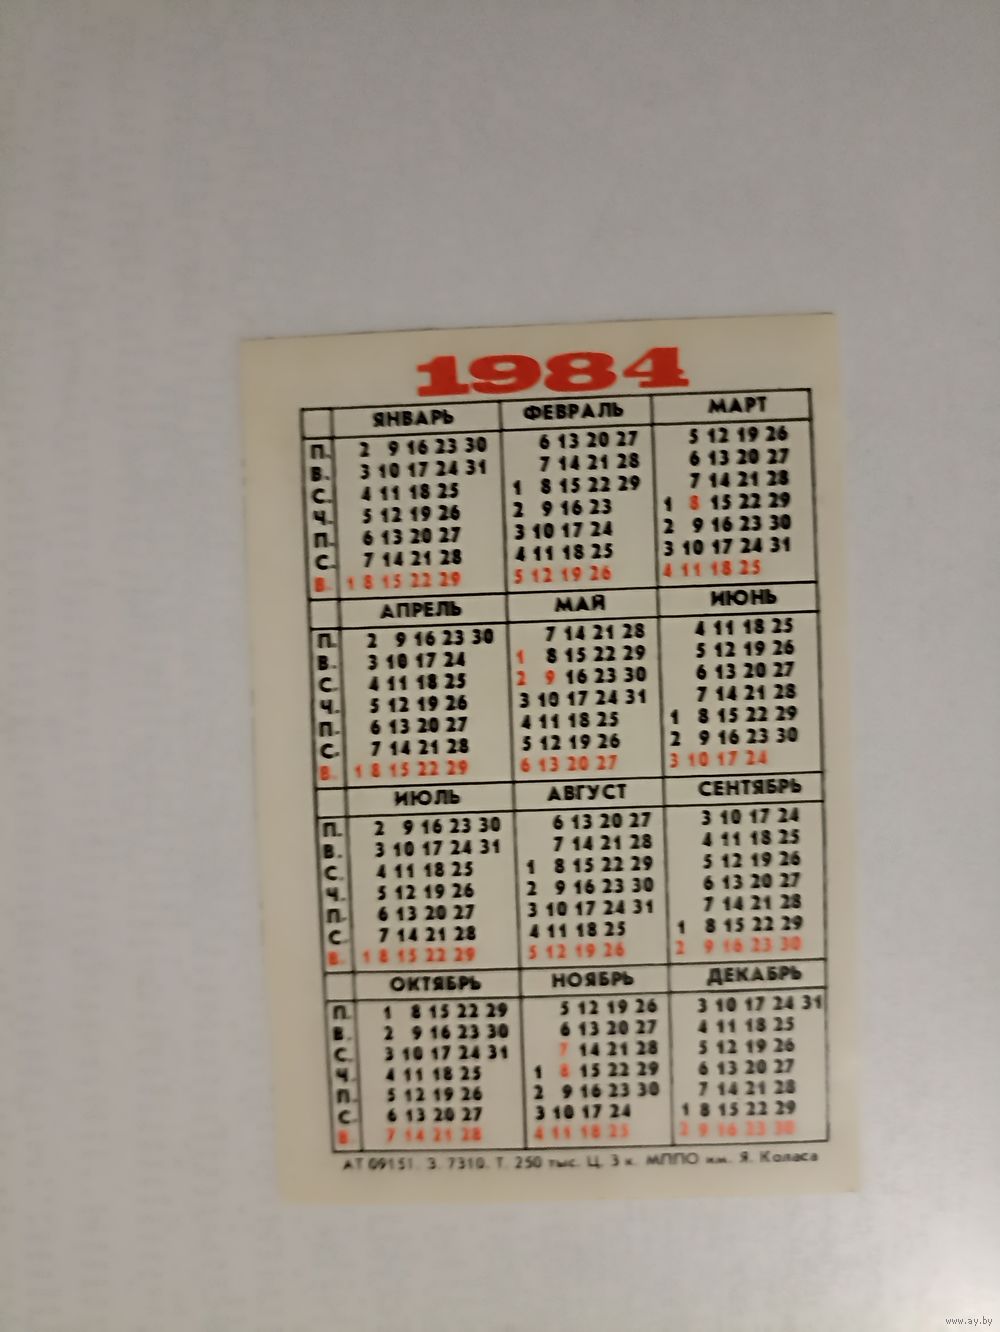 1984
ЯНВАРЬ ФЕВРАЛЬ МАРТ
П. 2 9 16 23 30 6 13 20 27 5 12 19 26
В. 3 10 17 24 31 7 14 21 28 6 13 20 27
С. 4 11 18 25 1 8 15 22 29 7 14 21 28
Ч. 5 12 19 26 2 9 16 23 1 8 15 22 29
П. 6 13 20 27 3 10 17 24 2 9 16 23 30
С. 7 14 21 28 4 11 18 25 3 10 17 24 31
В. 1 8 15 22 29 5 12 19 26 4 11 18 25
АПРЕЛЬ МАЙ ИЮНЬ
П. 2 9 16 23 30 7 14 21 28 4 11 18 25
В. 3 10 17 24 1 8 15 22 29 5 12 19 26
С. 4 11 18 25 2 9 16 23 30 6 13 20 27
Ч. 5 12 19 26 3 10 17 24 31 7 14 21 28
П. 6 13 20 27 4 11 18 25 1 8 15 22 29
С. 7 14 21 28 5 12 19 26 2 9 16 23 30
В. 1 8 15 22 29 6 13 20 27 3 10 17 24
ИЮЛЬ АВГУСТ СЕНТЯБРЬ
П. 2 9 16 23 30 6 13 20 27 3 10 17 24
В. 3 10 17 24 31 7 14 21 28 4 11 18 25
С. 4 11 18 25 1 8 15 22 29 5 12 19 26
Ч. 5 12 19 26 2 9 16 23 30 6 13 20 27
П. 6 13 20 27 3 10 17 24 31 7 14 21 28
С. 7 14 21 28 4 11 18 25 1 8 15 22 29
В. 1 8 15 22 29 5 12 19 26 2 9 16 23 30
ОКТЯБРЬ НОЯБРЬ ДЕКАБРЬ
П. 1 8 15 22 29 5 12 19 26 3 10 17 24 31
В. 2 9 16 23 30 6 13 20 27 4 11 18 25
С. 3 10 17 24 31 7 14 21 28 5 12 19 26
Ч. 4 11 18 25 1 8 15 22 29 6 13 20 27
П. 5 12 19 26 2 9 16 23 30 7 14 21 28
С. 6 13 20 27 3 10 17 24 1 8 15 22 29
В. 7 14 21 28 4 11 18 25 2 9 16 23 30
АТ 09151. З. 7310. Т. 250 тыс. Ц. 3 к. МППО им. Я. Коласа
www.ay.by